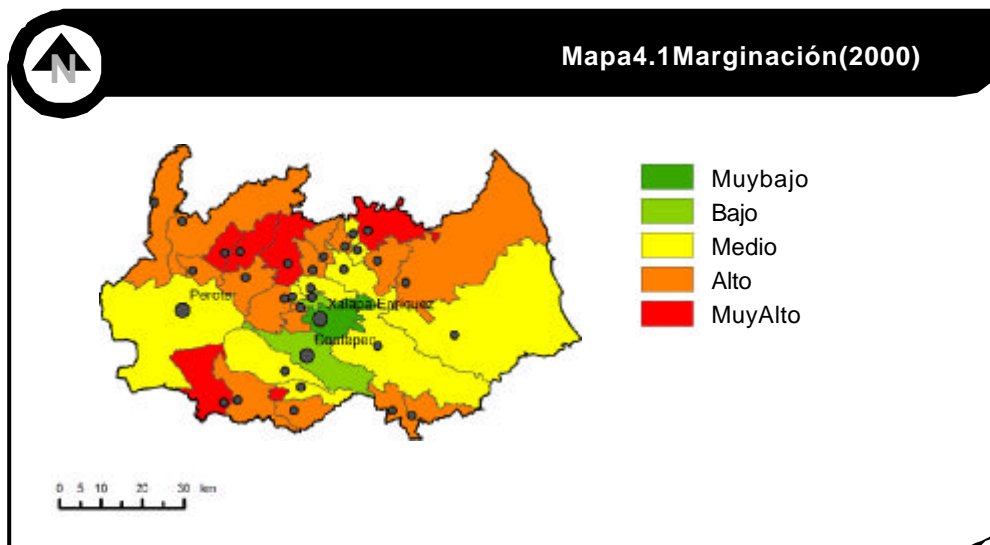 N
Mapa4.1Marginación(2000)
Muybajo
Bajo
Medio
Alto
MuyAlto
Perote
Xalapa-Enríquez
Coatepec
0 5 10 20 30 km